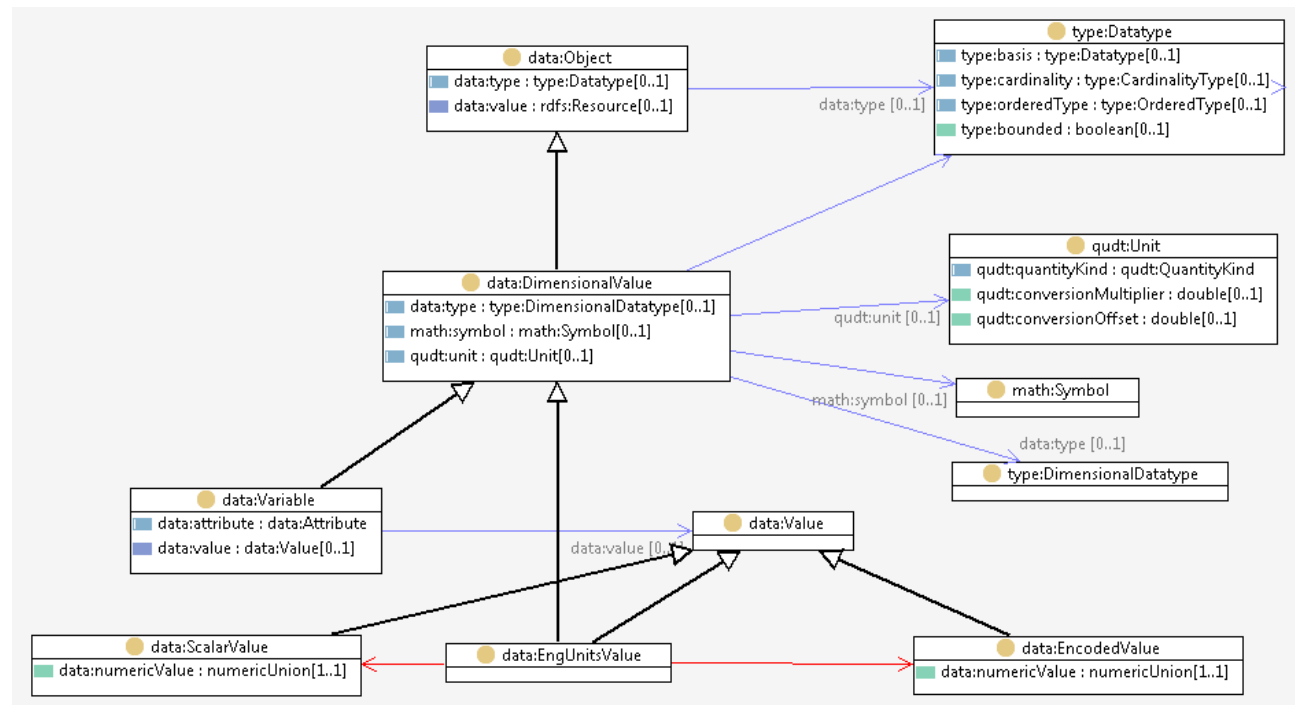 type:Datatype
type:basis : type:Datatype[0..1]
type:cardinality : type:CardinalityType[0..1]
type:orderedType : type:OrderedType[0..1]
type:bounded : boolean[0..1]
data:Object
data:type : type:Datatype[0..1]
data:value : rdfs:Resource[0..1]
data:type [0..1]
qudt:Unit
qudt:quantityKind : qudt:QuantityKind
qudt:conversionMultiplier : double[0..1]
qudt:conversionOffset : double[0..1]
data:DimensionalValue
data:type : type:DimensionalDatatype[0..1]
math:symbol : math:Symbol[0..1]
qudt:unit : qudt:Unit[0..1]
qudt:unit [0..1]
math:Symbol
math:symbol [0..1]
data:type [0..1]
type:DimensionalDatatype
data:Variable
data:attribute : data:Attribute
data:value : data:Value[0..1]
data:Value
data:value [0..1]
data:ScalarValue
data:numericValue : numericUnion[1..1]
data:EngUnitsValue
data:EncodedValue
data:numericValue : numericUnion[1..1]